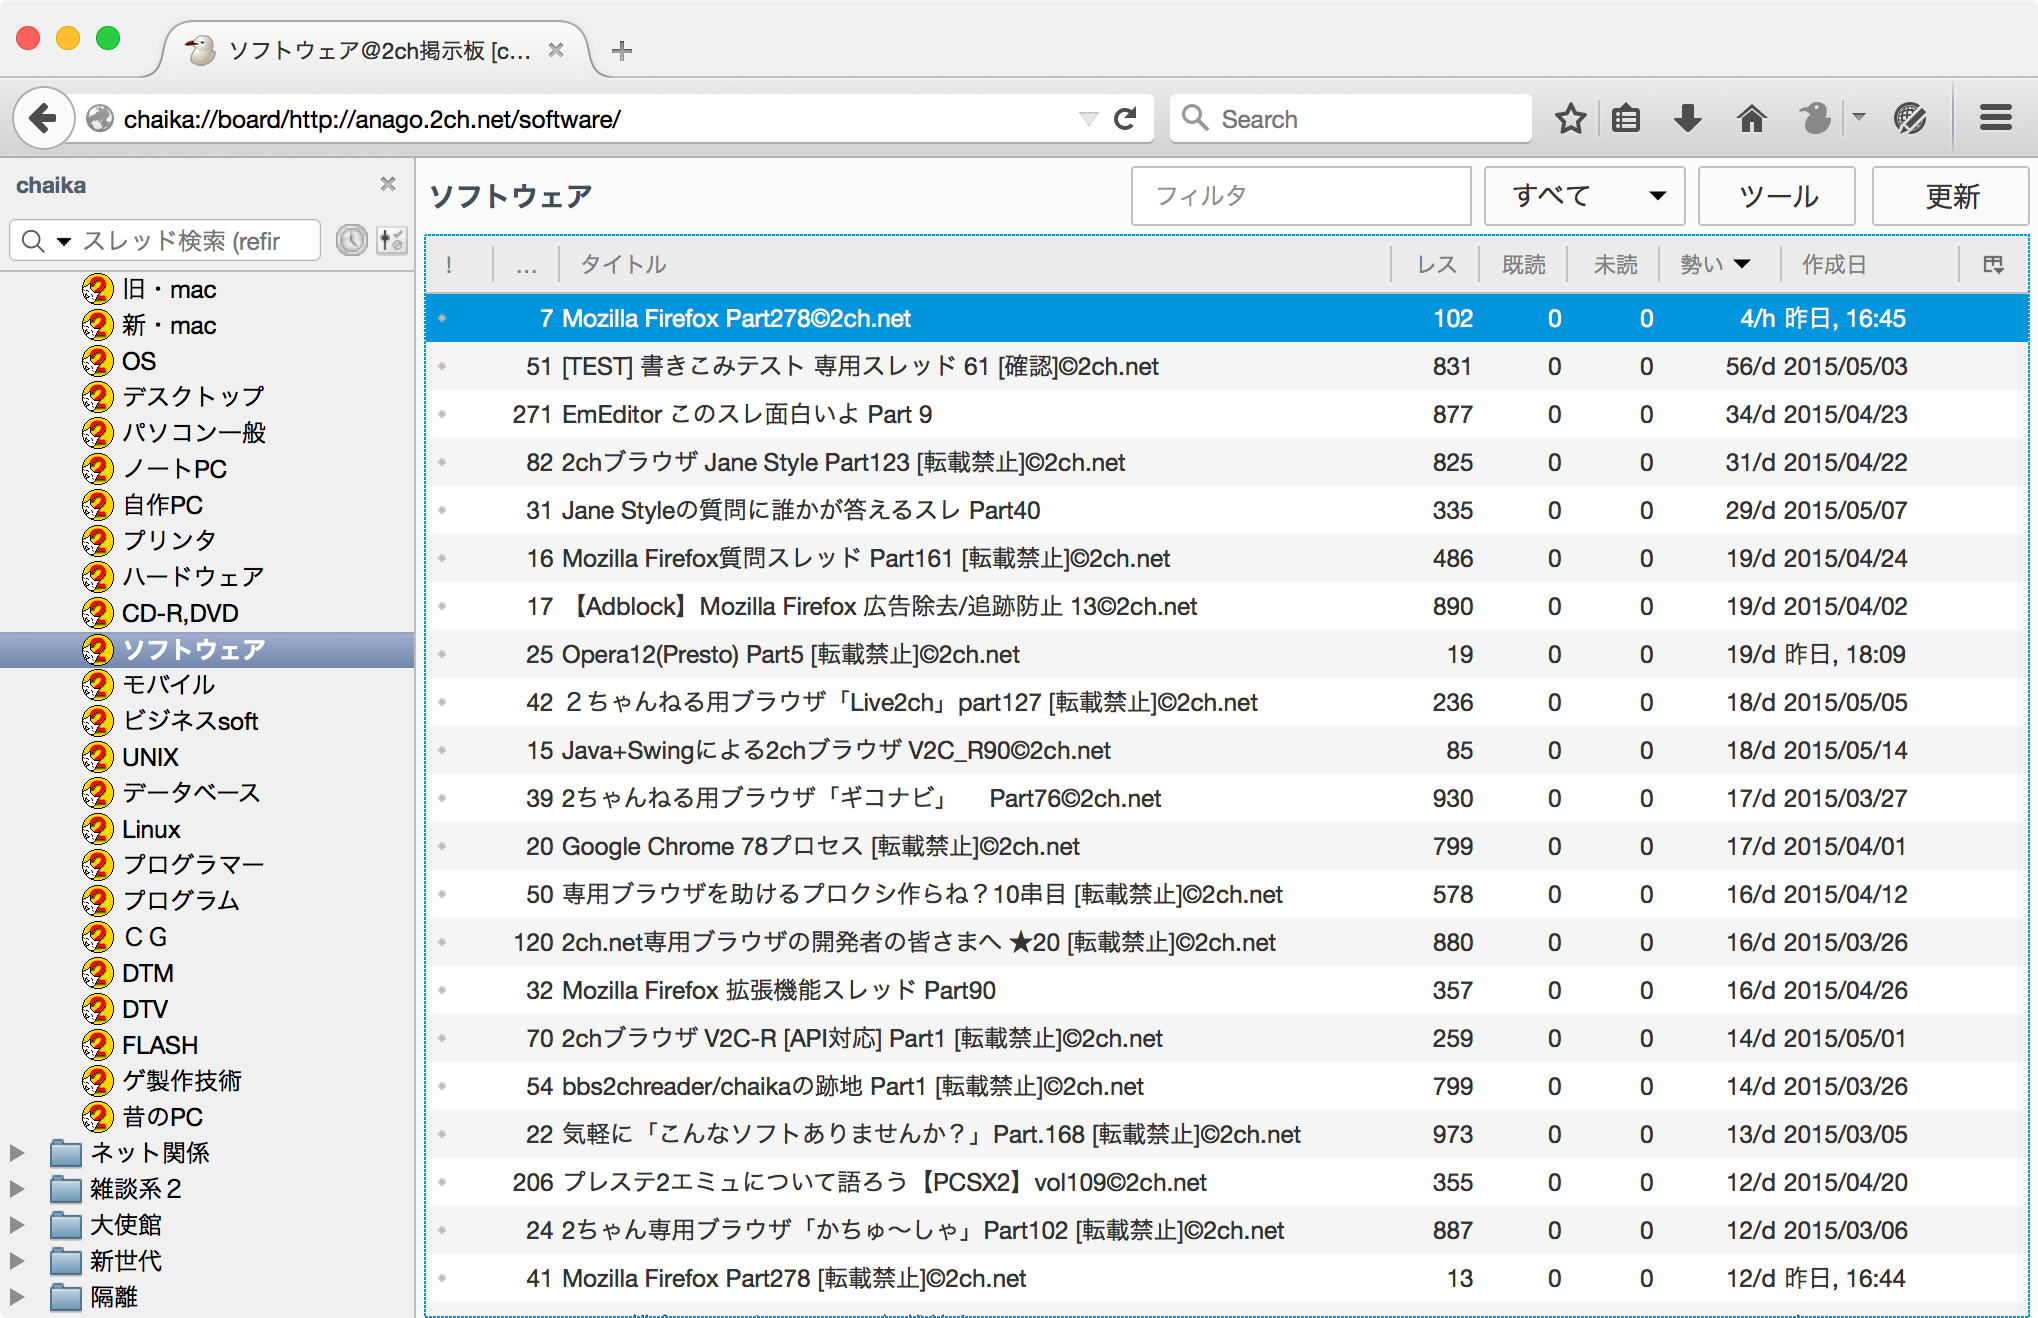 ソフトウェア@2ch掲示板 [c...
chaika://board/http://anago.2ch.net/software/
Search
chaika
スレッド検索 (refir
旧・mac
新・mac
OS
デスクトップ
パソコン一般
ノートPC
自作PC
プリンタ
ハードウェア
CD-R,DVD
ソフトウェア
モバイル
ビジネスsoft
UNIX
データベース
Linux
プログラマー
プログラム
ＣＧ
DTM
DTV
FLASH
ゲ製作技術
昔のPC
ネット関係
雑談系２
大使館
新世代
隔離
ソフトウェア
フィルタ
すべて
ツール
更新
! ... タイトル レス 既読 未読 勢い 作成日
7 Mozilla Firefox Part278©2ch.net 102 0 0 4/h 昨日, 16:45
51 [TEST] 書きこみテスト 専用スレッド 61 [確認]©2ch.net 831 0 0 56/d 2015/05/03
271 EmEditor このスレ面白いよ Part 9 877 0 0 34/d 2015/04/23
82 2chブラウザ Jane Style Part123 [転載禁止]©2ch.net 825 0 0 31/d 2015/04/22
31 Jane Styleの質問に誰かが答えるスレ Part40 335 0 0 29/d 2015/05/07
16 Mozilla Firefox質問スレッド Part161 [転載禁止]©2ch.net 486 0 0 19/d 2015/04/24
17 【Adblock】Mozilla Firefox 広告除去/追跡防止 13©2ch.net 890 0 0 19/d 2015/04/02
25 Opera12(Presto) Part5 [転載禁止]©2ch.net 19 0 0 19/d 昨日, 18:09
42 ２ちゃんねる用ブラウザ「Live2ch」part127 [転載禁止]©2ch.net 236 0 0 18/d 2015/05/05
15 Java+Swingによる2chブラウザ V2C_R90©2ch.net 85 0 0 18/d 2015/05/14
39 2ちゃんねる用ブラウザ「ギコナビ」　Part76©2ch.net 930 0 0 17/d 2015/03/27
20 Google Chrome 78プロセス [転載禁止]©2ch.net 799 0 0 17/d 2015/04/01
50 専用ブラウザを助けるプロクシ作らね？10串目 [転載禁止]©2ch.net 578 0 0 16/d 2015/04/12
120 2ch.net専用ブラウザの開発者の皆さまへ ★20 [転載禁止]©2ch.net 880 0 0 16/d 2015/03/26
32 Mozilla Firefox 拡張機能スレッド Part90 357 0 0 16/d 2015/04/26
70 2chブラウザ V2C-R [API対応] Part1 [転載禁止]©2ch.net 259 0 0 14/d 2015/05/01
54 bbs2chreader/chaikaの跡地 Part1 [転載禁止]©2ch.net 799 0 0 14/d 2015/03/26
22 気軽に「こんなソフトありませんか？」Part.168 [転載禁止]©2ch.net 973 0 0 13/d 2015/03/05
206 プレステ2エミュについて語ろう【PCSX2】vol109©2ch.net 355 0 0 12/d 2015/04/20
24 2ちゃん専用ブラウザ「かちゅ～しゃ」Part102 [転載禁止]©2ch.net 887 0 0 12/d 2015/03/06
41 Mozilla Firefox Part278 [転載禁止]©2ch.net 13 0 0 12/d 昨日, 16:44